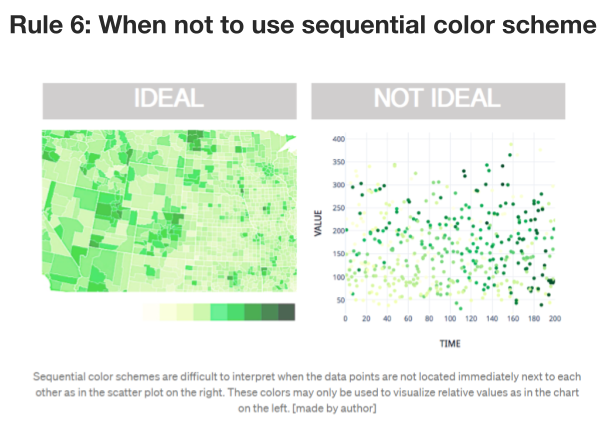 Rule 6: When not to use sequential color scheme
IDEAL
NOT IDEAL
400
350
300
250
200
150
100
50
VALUE
0 20 40 60 80 100 120 140 160 180 200
TIME
Sequential color schemes are difficult to interpret when the data points are not located immediately next to each
other as in the scatter plot on the right. These colors may only be used to visualize relative values as in the chart
on the left. [made by author]